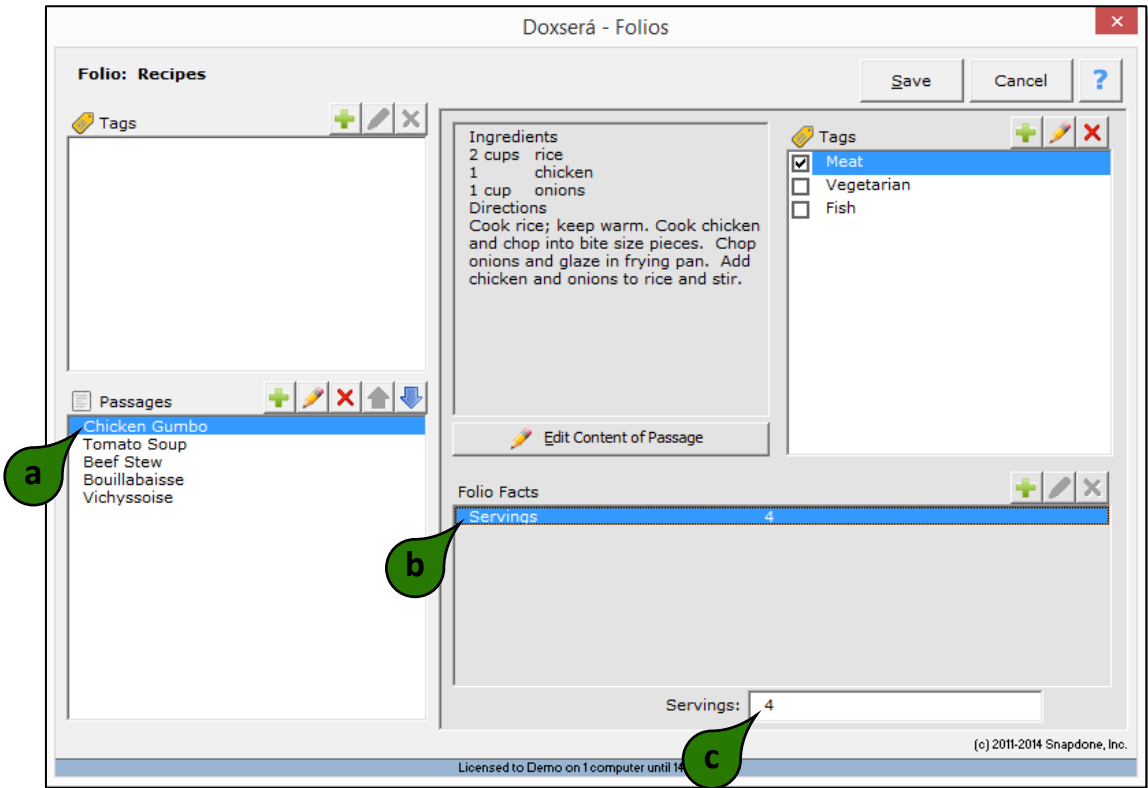 Doxserá - Folios
Folio: Recipes
Save
Cancel
?
Tags
Ingredients
2 cups rice
1 chicken
1 cup onions
Directions
Cook rice; keep warm. Cook chicken
and chop into bite size pieces. Chop
onions and glaze in frying pan. Add
chicken and onions to rice and stir.
Edit Content of Passage
Tags
Meat
Vegetarian
Fish
Passages
Chicken Gumbo
Tomato Soup
Beef Stew
Bouillabaisse
Vichyssoise
a
Folio Facts
Servings 4
b
Servings: 4
c
(c) 2011-2014 Snapdone, Inc.
Licensed to Demo on 1 computer until